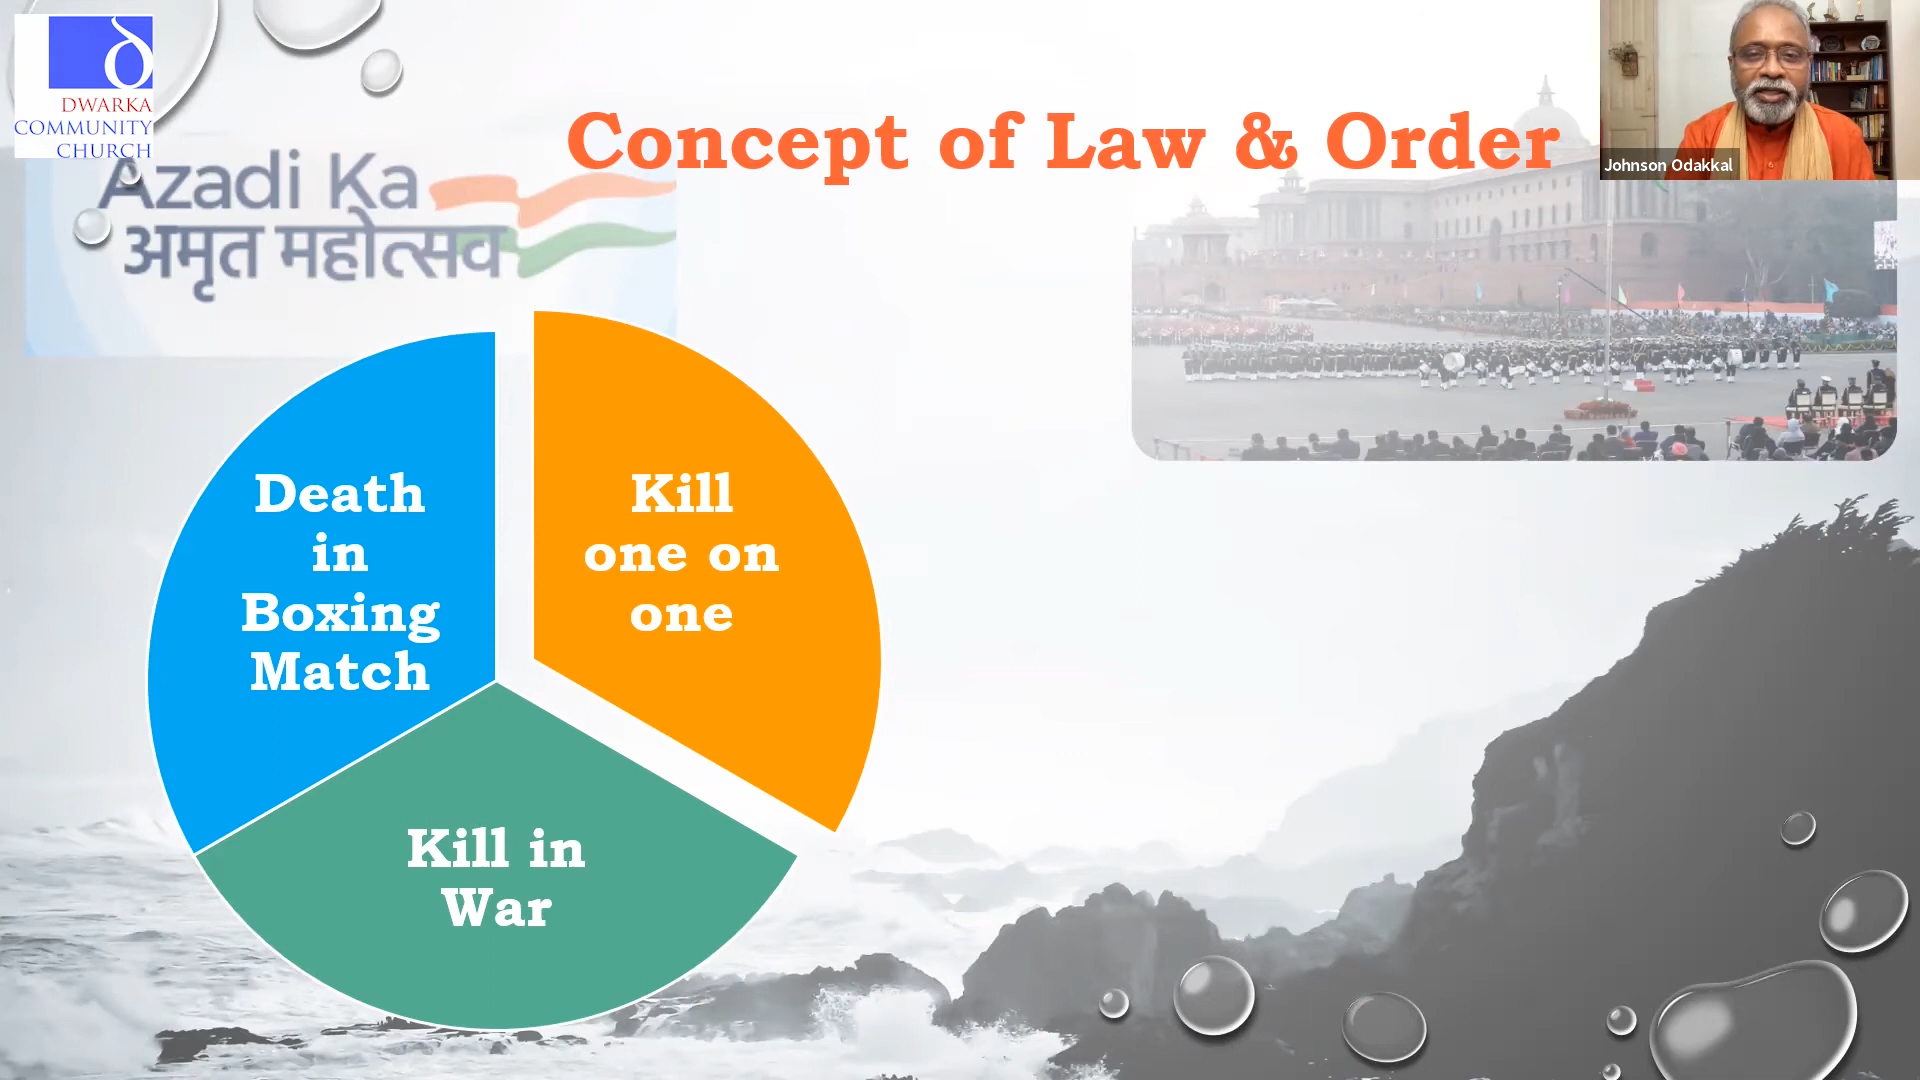 DWARKA
COMMUNITY
CHURCH
Concept of Law & Order
Johnson Odakkal
Azadi Ka
अमृत महोत्सव
Death
in
Boxing
Match
Kill
one on
one
Kill in
War